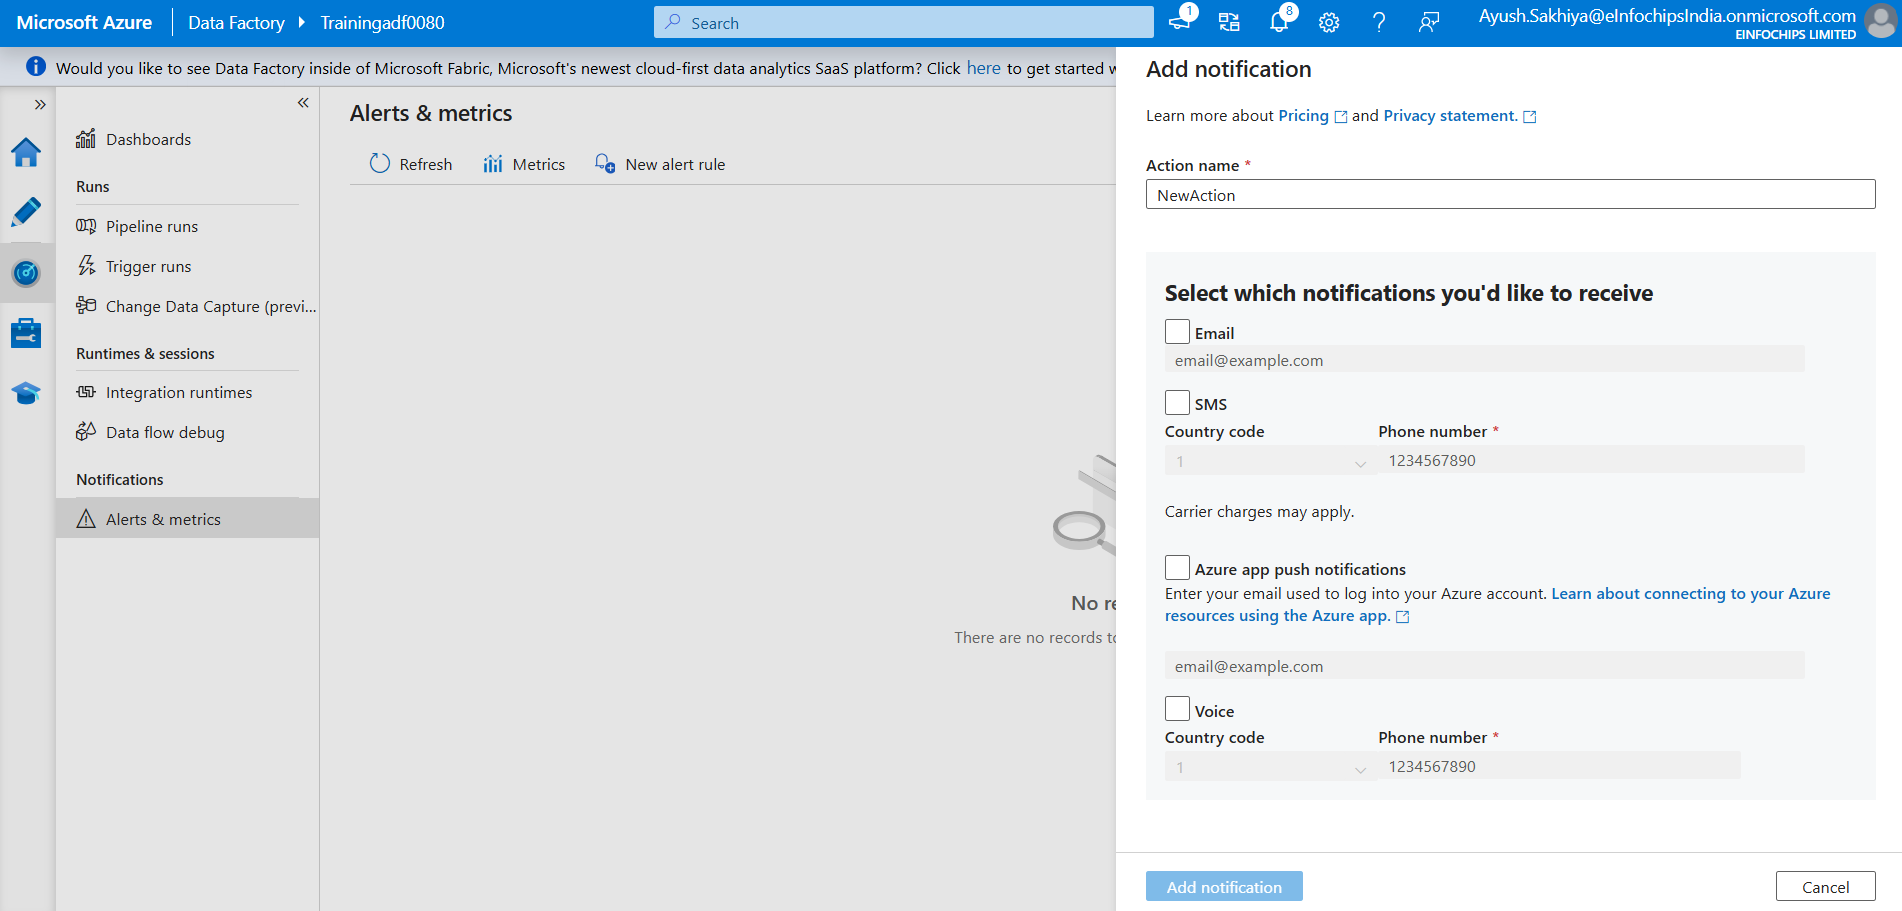 Microsoft Azure
Data Factory
Trainingadf0080
Search
1
8
Ayush.Sakhiya@eInfochipsIndia.onmicrosoft.com
EINFOCHIPS LIMITED
Would you like to see Data Factory inside of Microsoft Fabric, Microsoft's newest cloud-first data analytics SaaS platform? Click here to get started
Dashboards
Runs
Pipeline runs
Trigger runs
Change Data Capture (previ...
Runtimes & sessions
Integration runtimes
Data flow debug
Notifications
Alerts & metrics
Alerts & metrics
Refresh
Metrics
New alert rule
No
There are no records
Add notification
Learn more about Pricing and Privacy statement.
Action name *
NewAction
Select which notifications you'd like to receive
Email
email@example.com
SMS
Country code
Phone number *
1
1234567890
Carrier charges may apply.
Azure app push notifications
Enter your email used to log into your Azure account. Learn about connecting to your Azure
resources using the Azure app.
email@example.com
Voice
Country code
Phone number *
1
1234567890
Add notification
Cancel